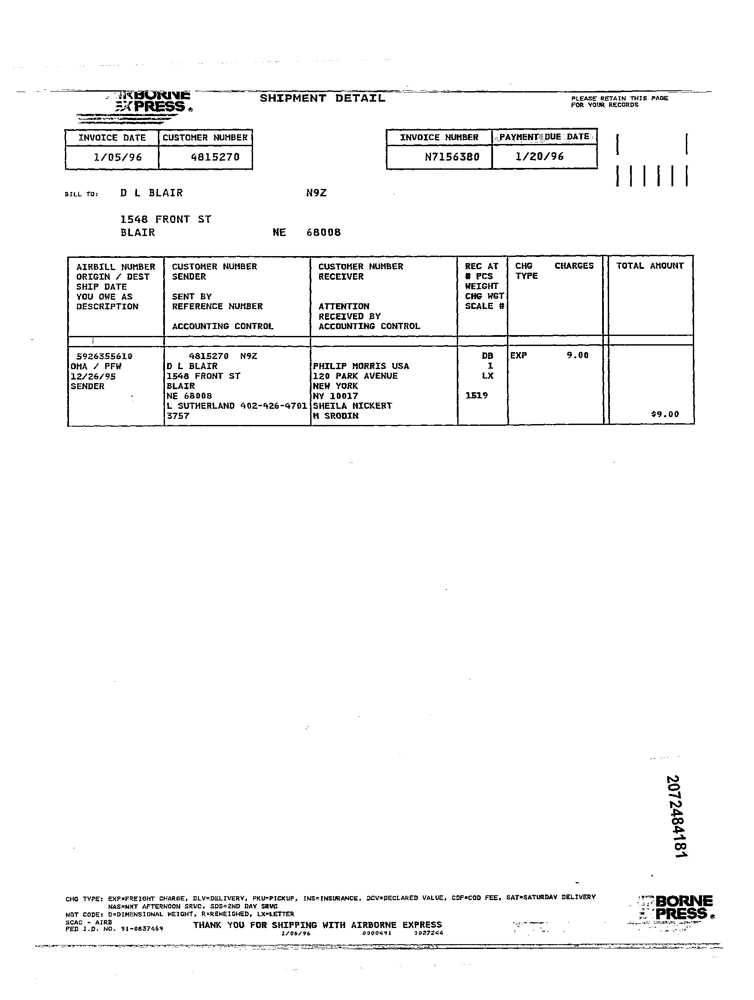 AIRBORNE SHIPMENT DETAIL PLEASE RETAIN THIS PAGE
EXPRESS® FOR YOUR RECORDS
INVOICE DATE CUSTOMER NUMBER INVOICE NUMBER PAYMENT DUE DATE
1/05/96 4815270 N7156380 1/20/96
BILL TO: D L BLAIR N9Z
1548 FRONT ST
BLAIR NE 68008
AIRBILL NUMBER CUSTOMER NUMBER CUSTOMER NUMBER REC AT CHG CHARGES TOTAL AMOUNT
ORIGIN / DEST SENDER RECEIVER # PCS TYPE
SHIP DATE WEIGHT
YOU OWE AS SENT BY CHG WGT
DESCRIPTION REFERENCE NUMBER ATTENTION SCALE #
RECEIVED BY
ACCOUNTING CONTROL ACCOUNTING CONTROL
5926355610 4815270 N9Z DB EXP 9.00
OMA / PFW D L BLAIR PHILIP MORRIS USA 1
12/26/95 1548 FRONT ST 120 PARK AVENUE LX
SENDER BLAIR NEW YORK
NE 68008 NY 10017 1519
L SUTHERLAND 402-426-4701 SHEILA NICKERT
3757 M SRODIN $9.00
2072484181
CHG TYPE: EXP=FREIGHT CHARGE, DLV=DELIVERY, PKU=PICKUP, INS=INSURANCE, DCV=DECLARED VALUE, CDF=COD FEE, SAT=SATURDAY DELIVERY
NAS=NXT AFTERNOON SRVC, SDS=2ND DAY SRVC
WGT CODE: D=DIMENSIONAL WEIGHT, R=REWEIGHED, LX=LETTER
SCAC - AIRB
FED I.D. NO. 91-0837469 THANK YOU FOR SHIPPING WITH AIRBORNE EXPRESS
1/06/96 0000491 0027244
BORNE
PRESS®